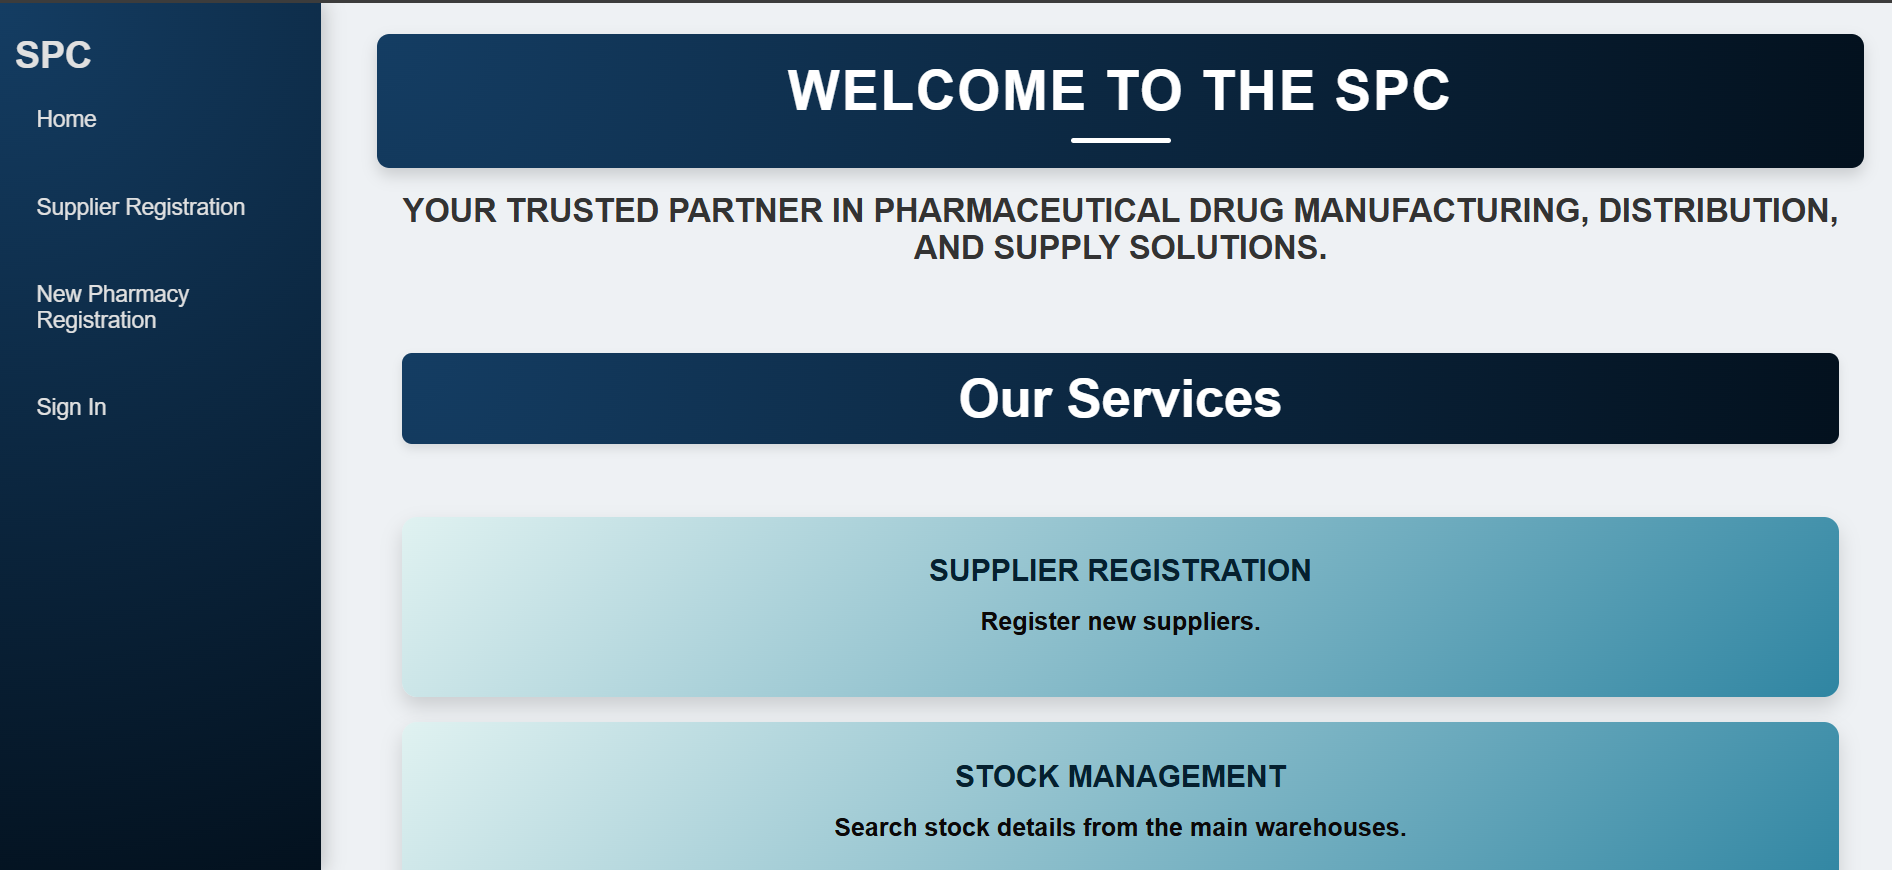 SPC
Home
Supplier Registration
New Pharmacy
Registration
Sign In
WELCOME TO THE SPC
YOUR TRUSTED PARTNER IN PHARMACEUTICAL DRUG MANUFACTURING, DISTRIBUTION,
AND SUPPLY SOLUTIONS.
Our Services
SUPPLIER REGISTRATION
Register new suppliers.
STOCK MANAGEMENT
Search stock details from the main warehouses.